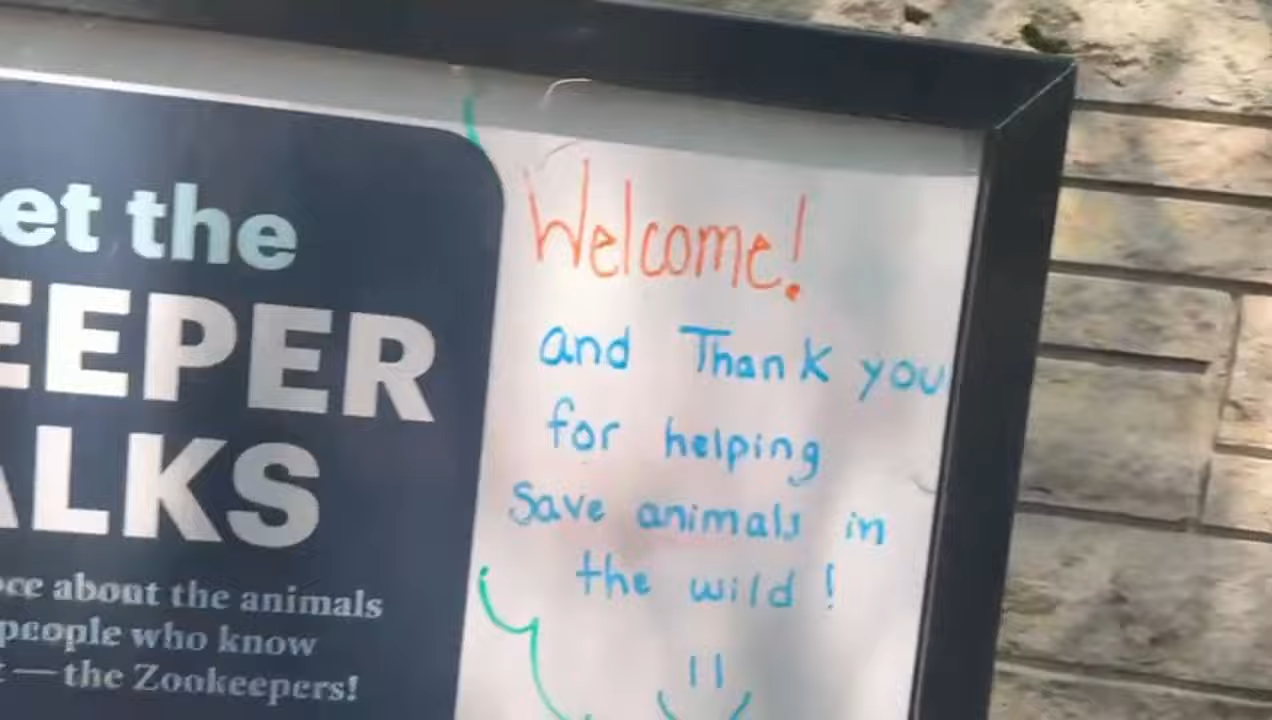 et the
EEPER
ALKS
ce about the animals
people who know
t — the Zookeepers!
Welcome!
and Thank you
for helping
Save animals in
the wild!